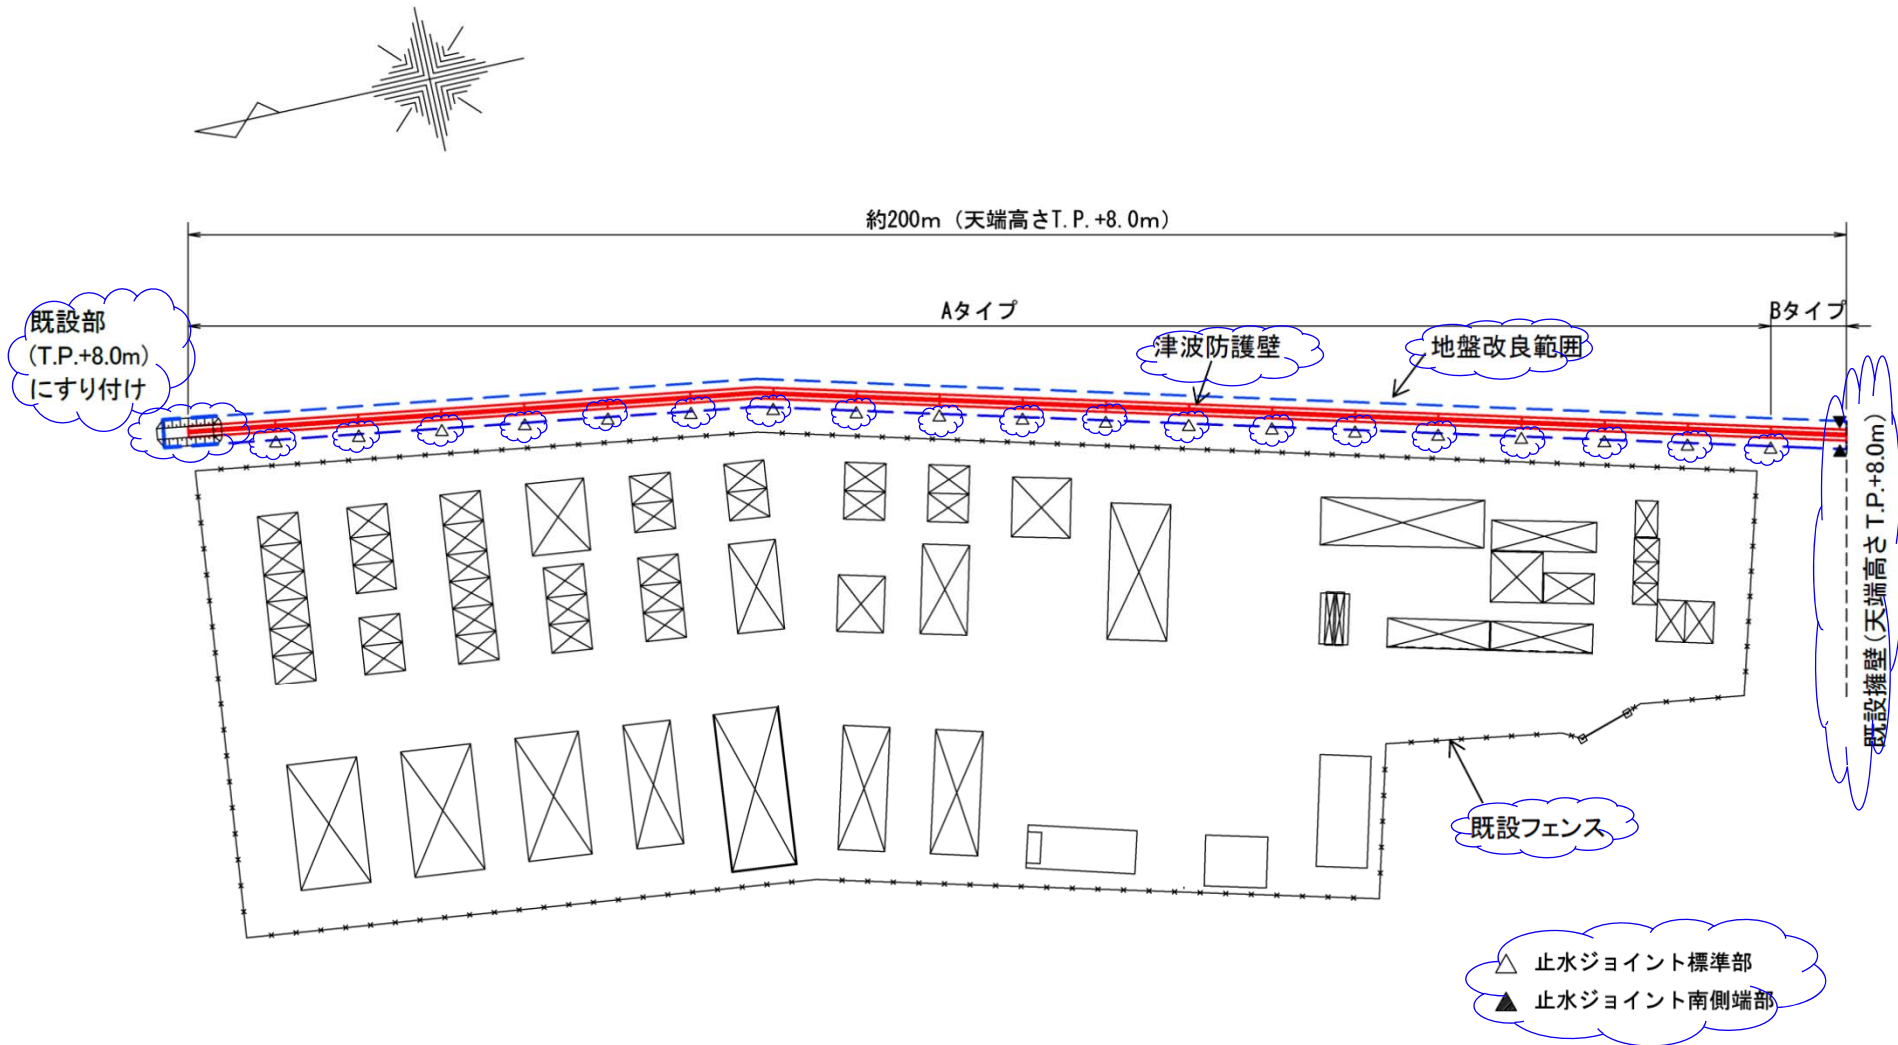 約200m（天端高さT.P.+8.0m）
Aタイプ
Bタイプ
既設部
(T.P.+8.0m)
にすり付け
津波防護壁
地盤改良範囲
既設擁壁(天端高さT.P.+8.0m)
既設フェンス
△ 止水ジョイント標準部
▲ 止水ジョイント南側端部